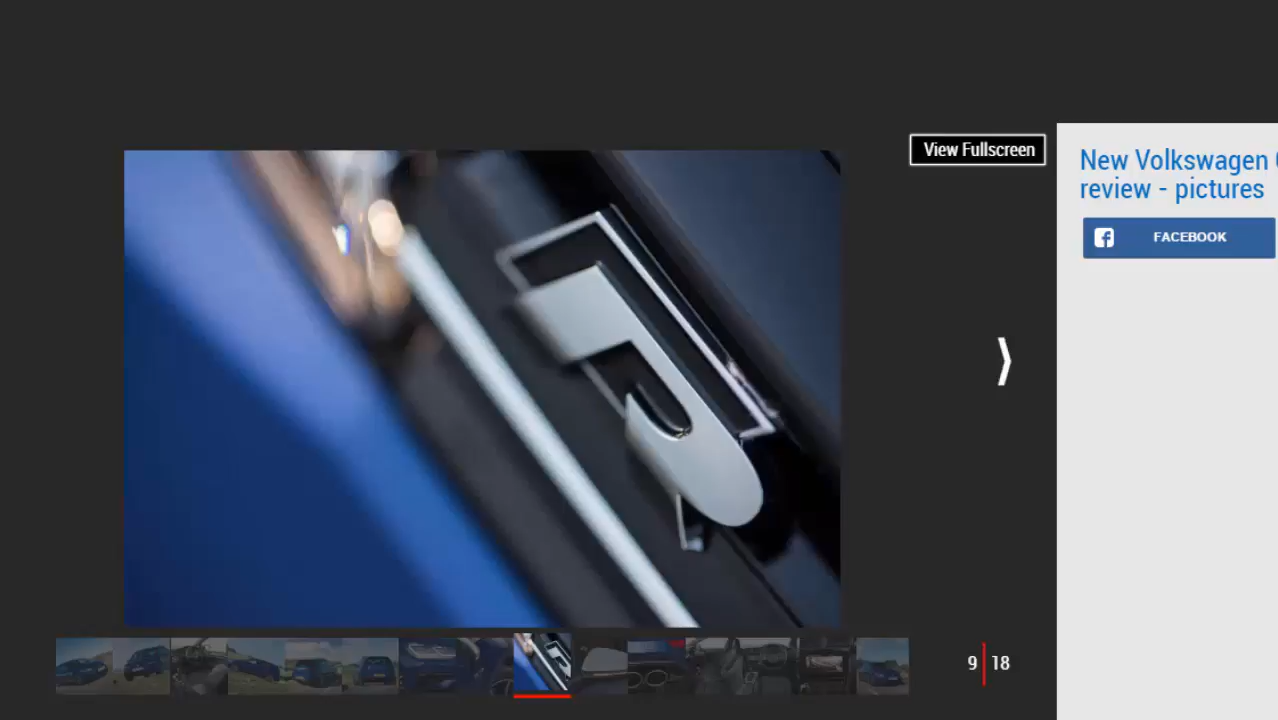 View Fullscreen
New Volkswagen
review - pictures
FACEBOOK
9 18